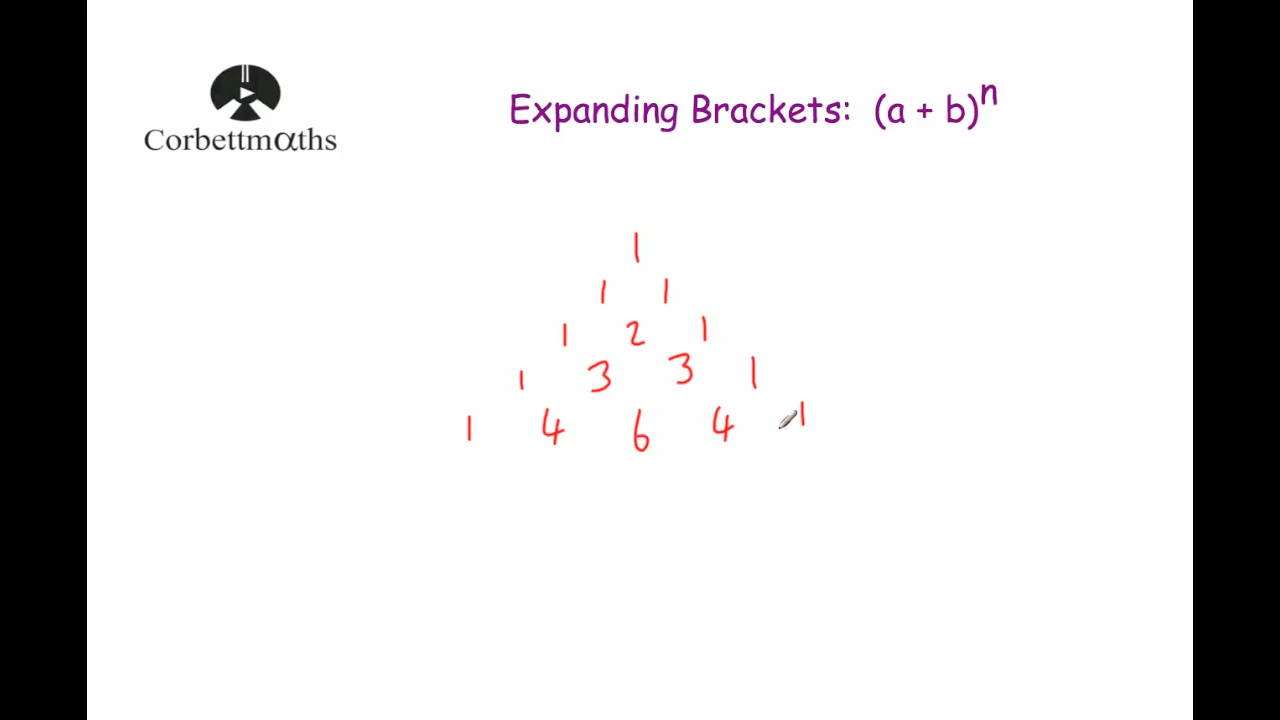 Corbettmαths
Expanding Brackets: (a + b)ⁿ
1
1 1
1 2 1
1 3 3 1
1 4 6 4 1